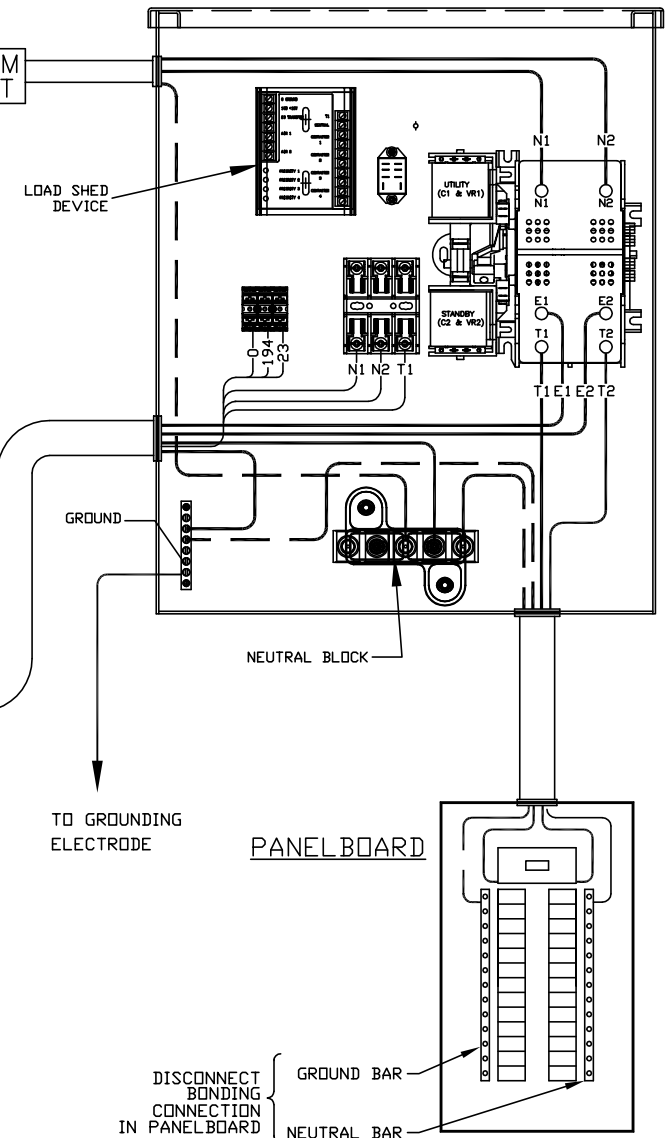 M
T
LOAD SHED
DEVICE
T1
NEUTRAL
N1
N2
UTILITY
(C1 & VR1)
N1
N2
STANDBY
(C2 & VR2)
E1
E2
T1
T2
0
194
23
N1 N2 T1
T1 E1 E2 T2
GROUND
NEUTRAL BLOCK
TO GROUNDING
ELECTRODE
PANELBOARD
DISCONNECT
BONDING
CONNECTION
IN PANELBOARD
GROUND BAR
NEUTRAL BAR